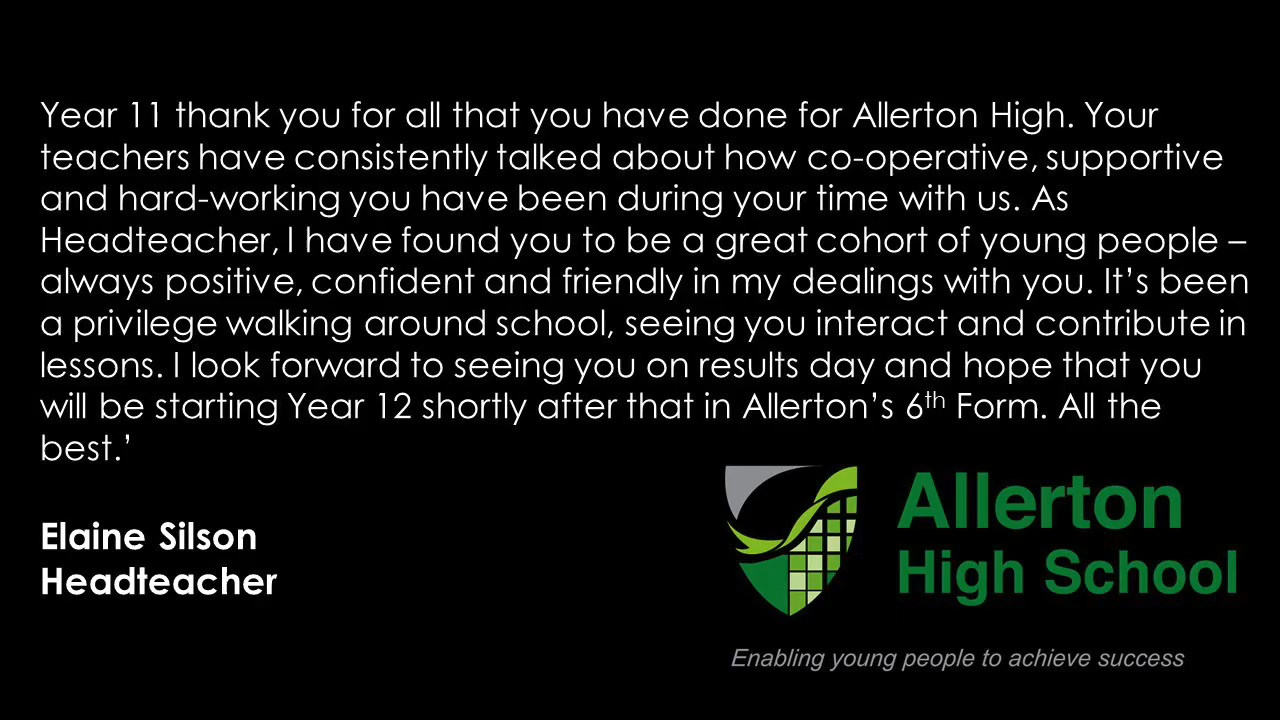 Year 11 thank you for all that you have done for Allerton High. Your
teachers have consistently talked about how co-operative, supportive
and hard-working you have been during your time with us. As
Headteacher, I have found you to be a great cohort of young people –
always positive, confident and friendly in my dealings with you. It’s been
a privilege walking around school, seeing you interact and contribute in
lessons. I look forward to seeing you on results day and hope that you
will be starting Year 12 shortly after that in Allerton’s 6th Form. All the
best.’
Elaine Silson
Headteacher
Allerton
High School
Enabling young people to achieve success